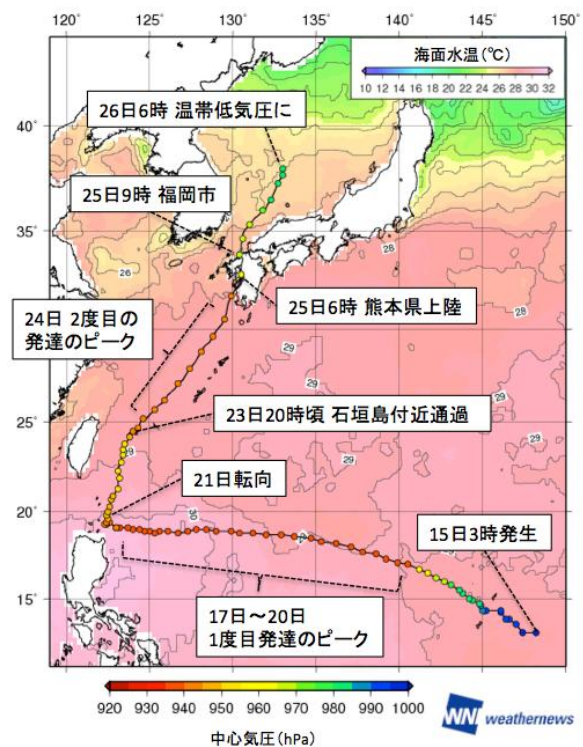 120° 125° 130° 135° 140° 145° 150°
海面水温(℃)
10 12 14 16 18 20 22 24 26 28 30 32
26日6時 温帯低気圧に
40°
25日9時 福岡市
35°
28
26
25日6時 熊本県上陸
24日 2度目の
発達のピーク
28
29
29
25°
23日20時頃 石垣島付近通過
29
29
21日転向
29
20°
30
29
15日3時発生
15°
17日〜20日
1度目発達のピーク
29
920 930 940 950 960 970 980 990 1000
中心気圧(hPa)
WNI weathernews